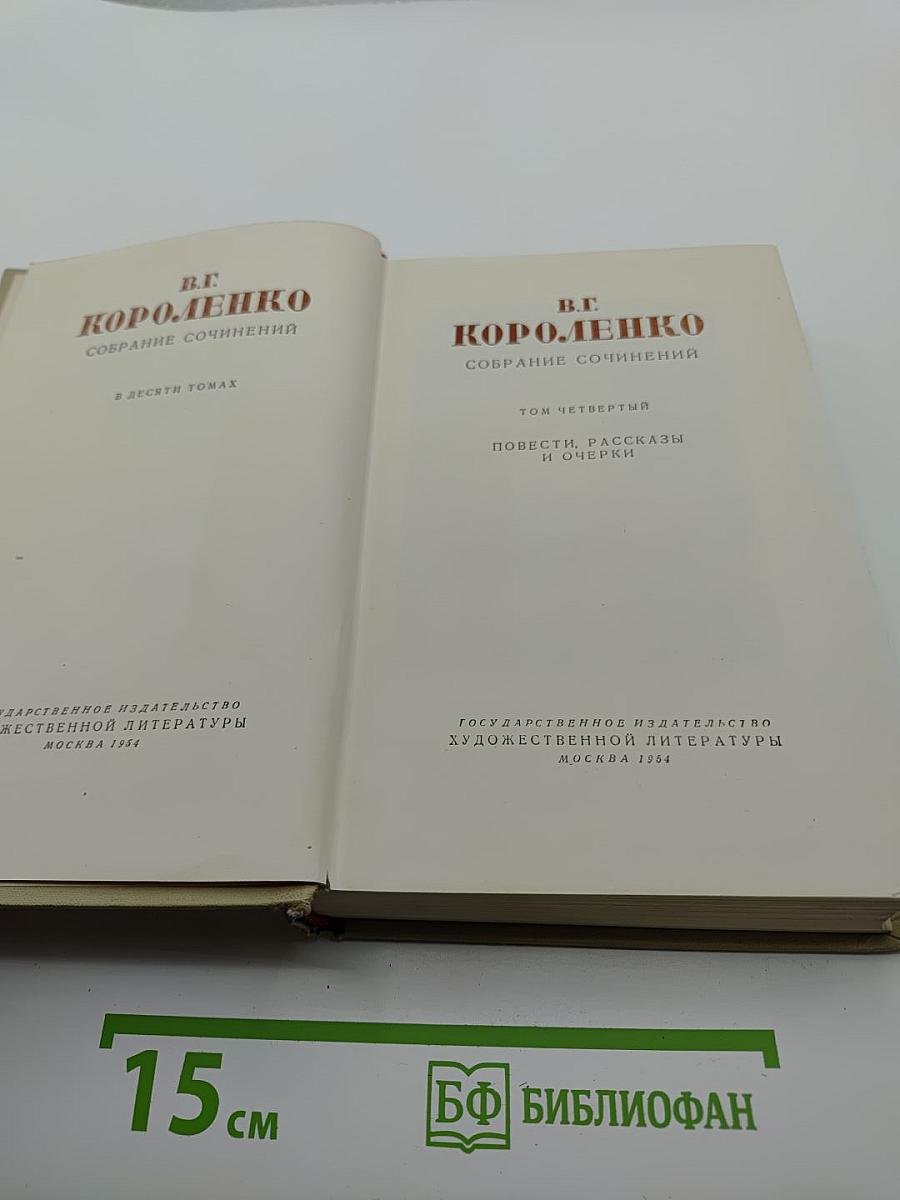 В.Г.
КОРОЛЕНКО
СОБРАНИЕ СОЧИНЕНИЙ
В ДЕСЯТИ ТОМАХ
УДАРСТВЕННОЕ ИЗДАТЕЛЬСТВО
ЖЕСТВЕННОЙ ЛИТЕРАТУРЫ
МОСКВА 1954
В.Г.
КОРОЛЕНКО
СОБРАНИЕ СОЧИНЕНИЙ
ТОМ ЧЕТВЕРТЫЙ
ПОВЕСТИ, РАССКАЗЫ
И ОЧЕРКИ
ГОСУДАРСТВЕННОЕ ИЗДАТЕЛЬСТВО
ХУДОЖЕСТВЕННОЙ ЛИТЕРАТУРЫ
МОСКВА 1954
15 см
БФ БИБЛИОФАН